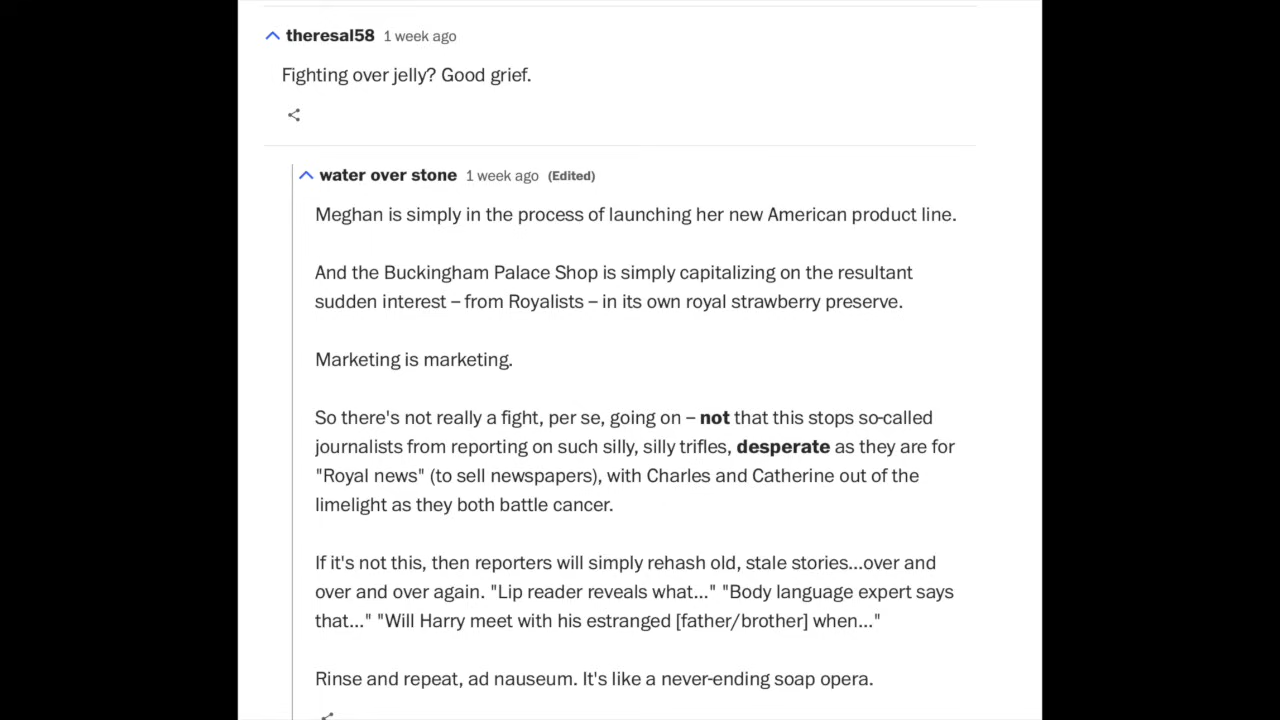 theresal58 1 week ago
Fighting over jelly? Good grief.
water over stone 1 week ago (Edited)
Meghan is simply in the process of launching her new American product line.
And the Buckingham Palace Shop is simply capitalizing on the resultant
sudden interest – from Royalists – in its own royal strawberry preserve.
Marketing is marketing.
So there's not really a fight, per se, going on – not that this stops so-called
journalists from reporting on such silly, silly trifles, desperate as they are for
"Royal news" (to sell newspapers), with Charles and Catherine out of the
limelight as they both battle cancer.
If it's not this, then reporters will simply rehash old, stale stories...over and
over and over again. "Lip reader reveals what..." "Body language expert says
that..." "Will Harry meet with his estranged [father/brother] when..."
Rinse and repeat, ad nauseum. It's like a never-ending soap opera.